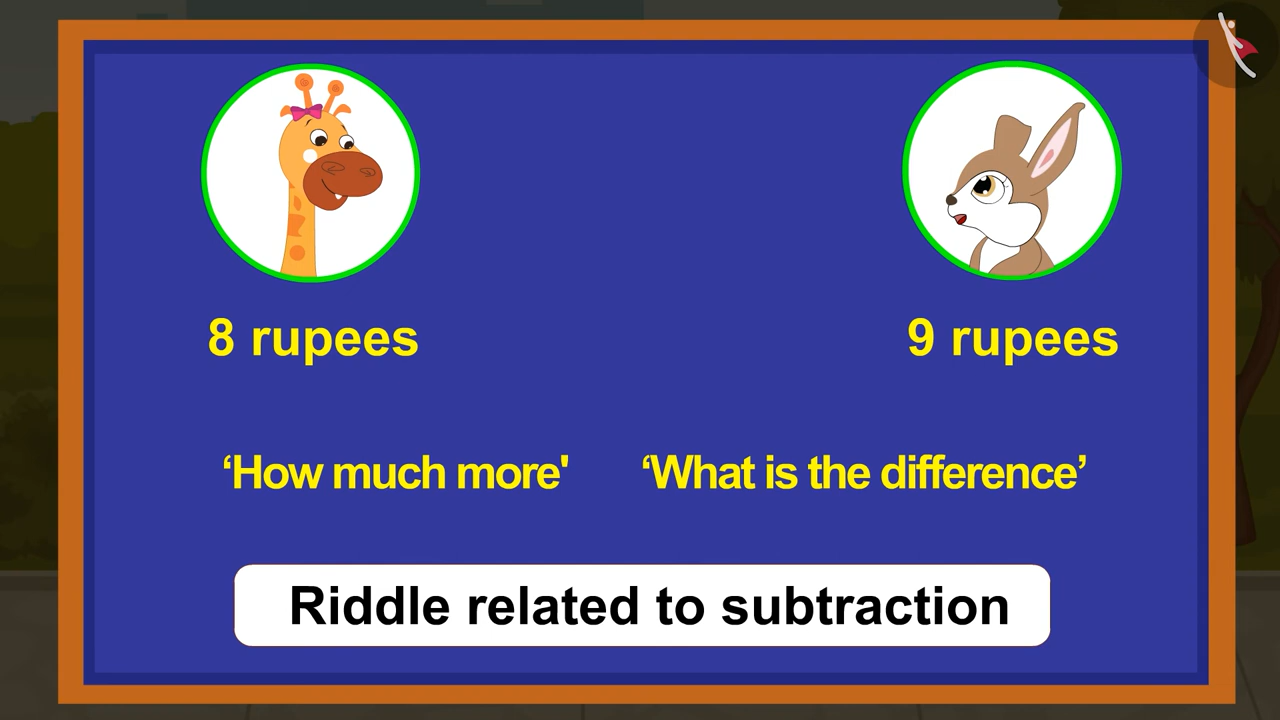 8 rupees
9 rupees
‘How much more'
‘What is the difference’
Riddle related to subtraction